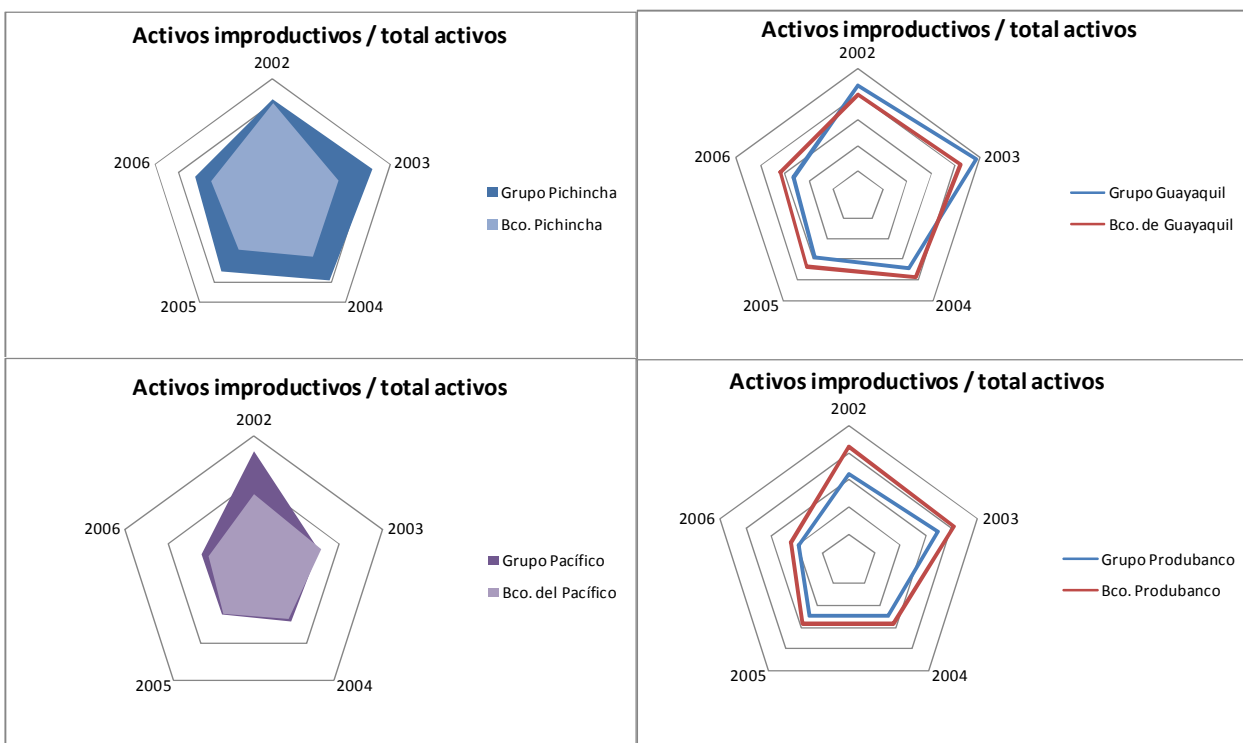 Activos improductivos / total activos
2002
2003
2004
2005
2006
Grupo Pichincha
Bco. Pichincha
Activos improductivos / total activos
2002
2003
2004
2005
2006
Grupo Guayaquil
Bco. de Guayaquil
Activos improductivos / total activos
2002
2003
2004
2005
2006
Grupo Pacífico
Bco. del Pacífico
Activos improductivos / total activos
2002
2003
2004
2005
2006
Grupo Produbanco
Bco. Produbanco